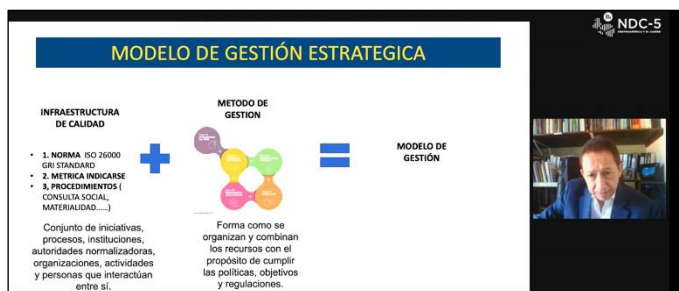 NDC-5
CENTROAMÉRICA Y EL CARIBE
MODELO DE GESTIÓN ESTRATEGICA
INFRAESTRUCTURA
DE CALIDAD
• 1. NORMA ISO 26000
GRI STANDARD
• 2. METRICA INDICARSE
• 3, PROCEDIMIENTOS (
CONSULTA SOCIAL,
MATERIALIDAD......)
Conjunto de iniciativas,
procesos, instituciones,
autoridades normalizadoras,
organizaciones, actividades
y personas que interactúan
entre sí.
METODO DE
GESTION
Forma como se
organizan y combinan
los recursos con el
propósito de cumplir
las políticas, objetivos
y regulaciones.
MODELO DE
GESTIÓN